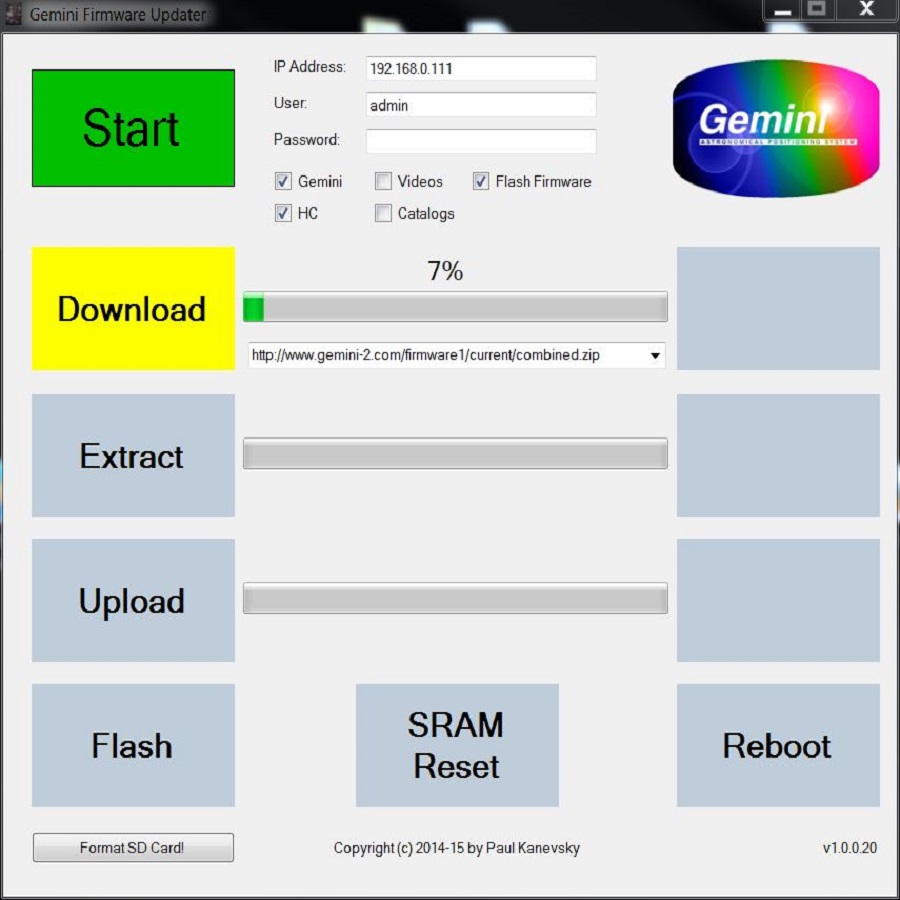 Gemini Firmware Updater
Start
IP Address:
192.168.0.111
User:
admin
Password:
Gemini
Videos
Flash Firmware
HC
Catalogs
Gemini
ASTRONOMICAL POSITIONING SYSTEM
7%
Download
http://www.gemini-2.com/firmware1/current/combined.zip
Extract
Upload
Flash
SRAM
Reset
Reboot
Format SD Card!
Copyright (c) 2014-15 by Paul Kanevsky
v1.0.0.20